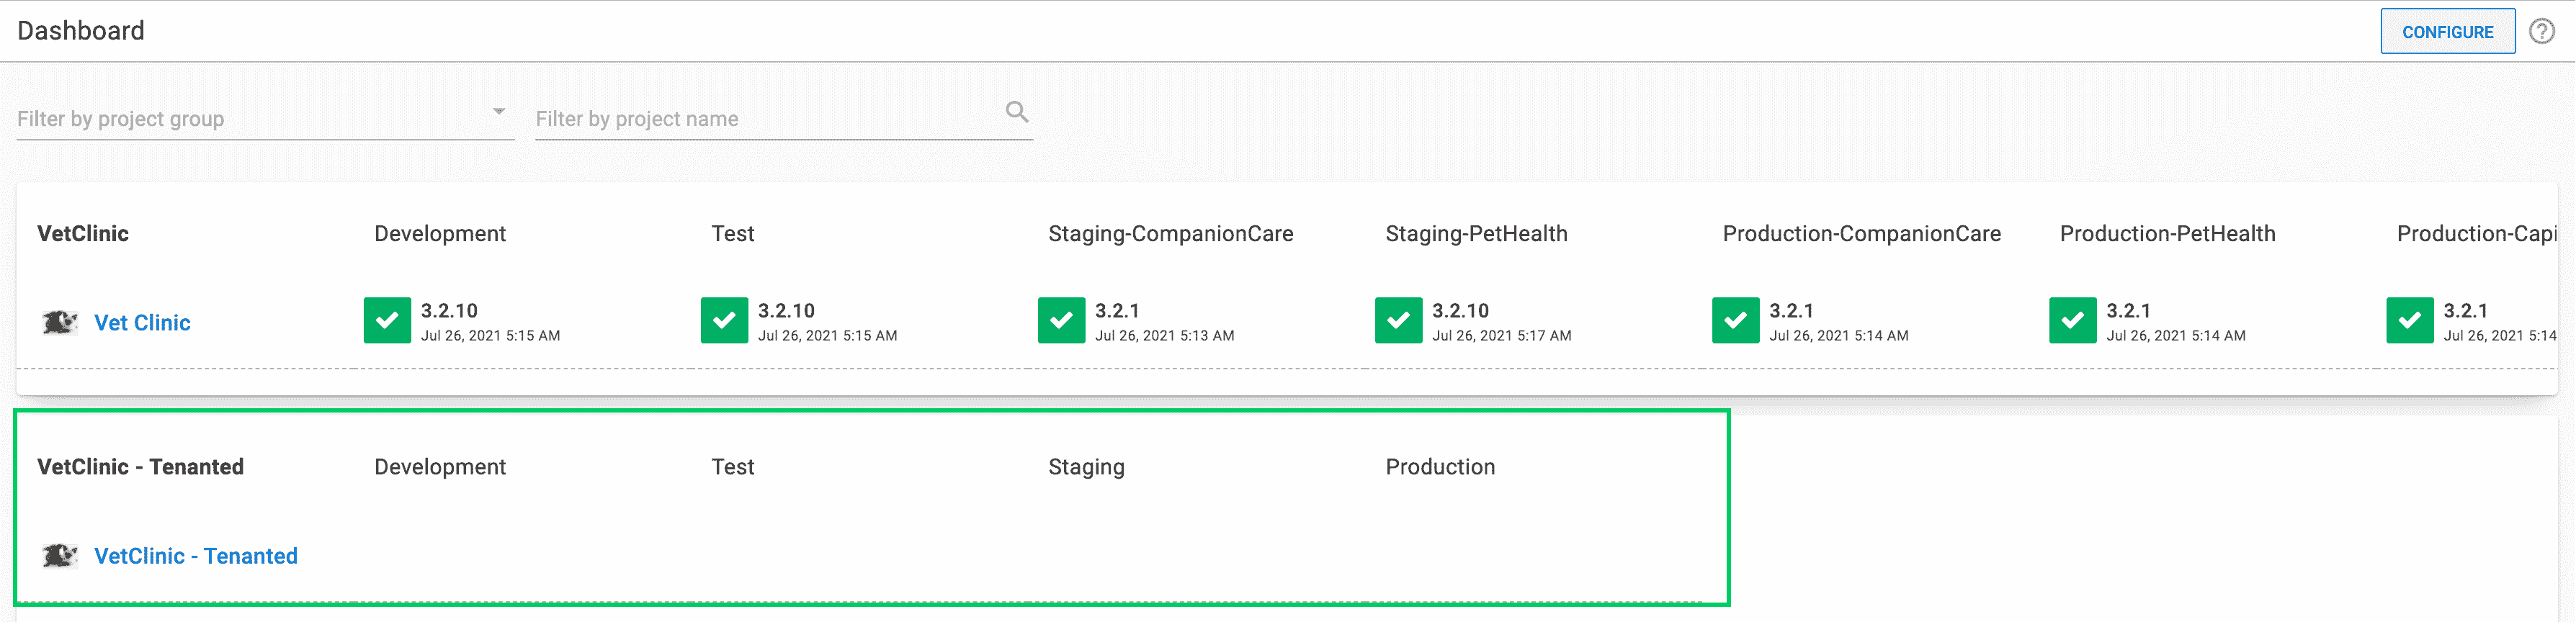 Dashboard
CONFIGURE
?
Filter by project group
Filter by project name
VetClinic Development Test Staging-CompanionCare Staging-PetHealth Production-CompanionCare Production-PetHealth Production-Capi
Vet Clinic 3.2.10 3.2.10 3.2.1 3.2.10 3.2.1 3.2.1 3.2.1
Jul 26, 2021 5:15 AM Jul 26, 2021 5:15 AM Jul 26, 2021 5:13 AM Jul 26, 2021 5:17 AM Jul 26, 2021 5:14 AM Jul 26, 2021 5:14 AM Jul 26, 2021 5:14
VetClinic - Tenanted Development Test Staging Production
VetClinic - Tenanted